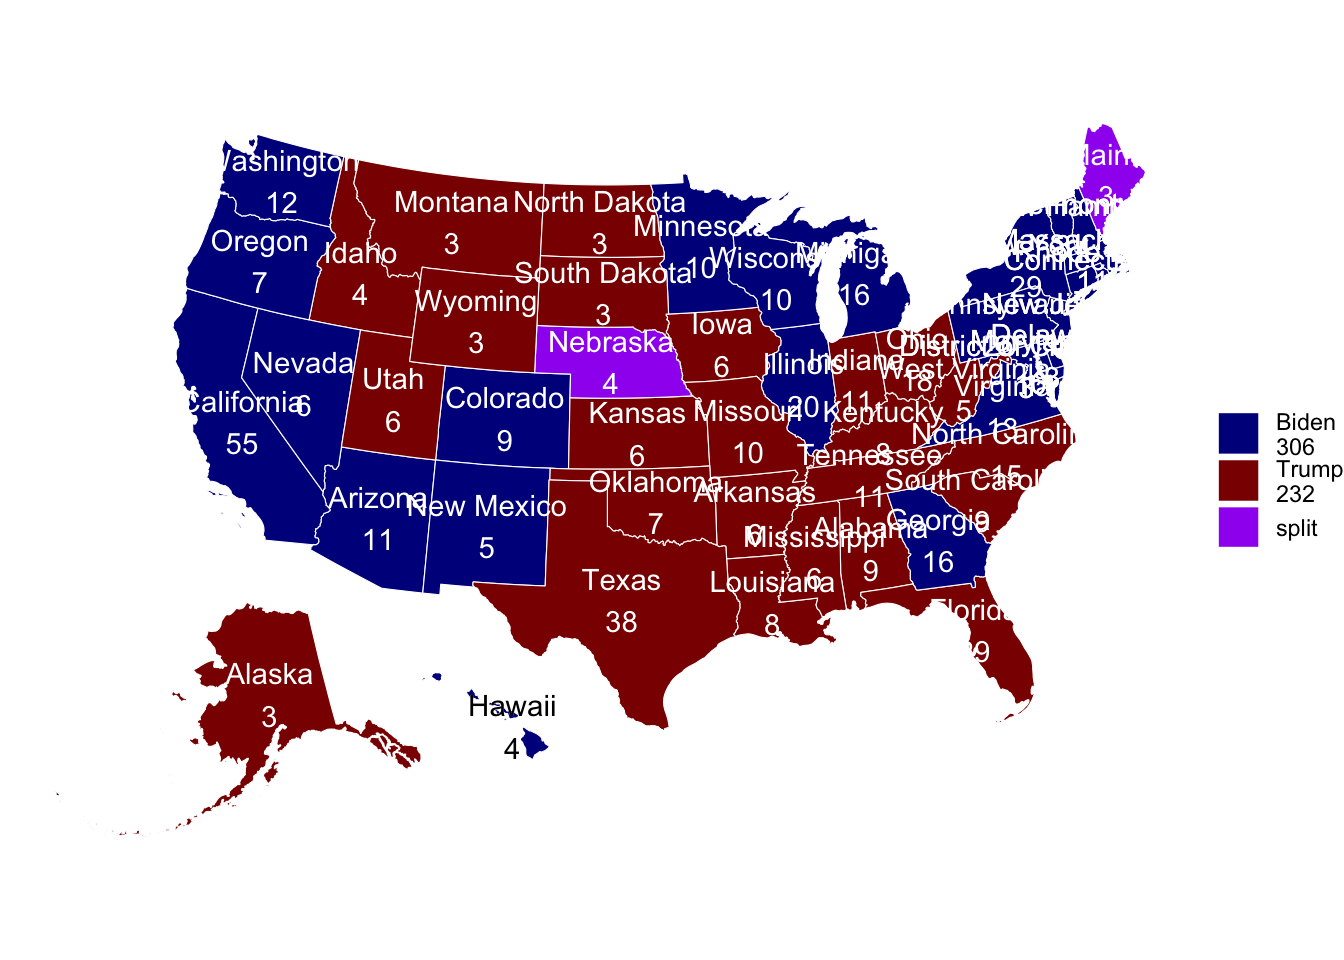 Washington
12
Oregon
7
California
55
Nevada
6
Idaho
4
Montana
3
Wyoming
3
Utah
6
Colorado
9
Arizona
11
New Mexico
5
North Dakota
3
South Dakota
3
Nebraska
4
Kansas
6
Oklahoma
7
Texas
38
Minnesota
10
Iowa
6
Missouri
10
Arkansas
6
Louisiana
8
Wisconsin
10
Illinois
20
Michiga
16
Indiana
11
Ohio
18
Kentucky
8
Tennessee
11
Mississippi
6
Alabama
9
Georgia
16
Florida
29
South Caroli
9
North Carolin
15
West Virginia
5
Virginia
13
Maine
3
29
Alaska
3
Hawaii
4
Biden
306
Trump
232
split